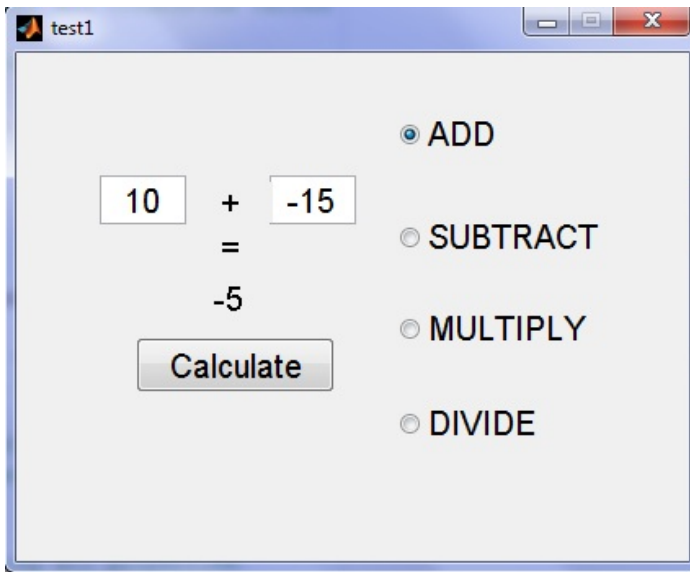 test1
ADD
10 + -15
=
SUBTRACT
-5
MULTIPLY
Calculate
DIVIDE